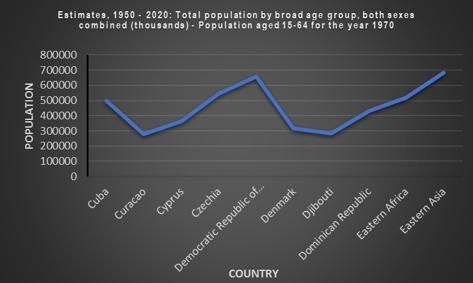 Estimates, 1950 - 2020: Total population by broad age group, both sexes
combined (thousands) - Population aged 15-64 for the year 1970
POPULATION
800000
700000
600000
500000
400000
300000
200000
100000
0
Cuba
Curacao
Cyprus
Czechia
Democratic Republic of...
Denmark
Djibouti
Dominican Republic
Eastern Africa
Eastern Asia
COUNTRY